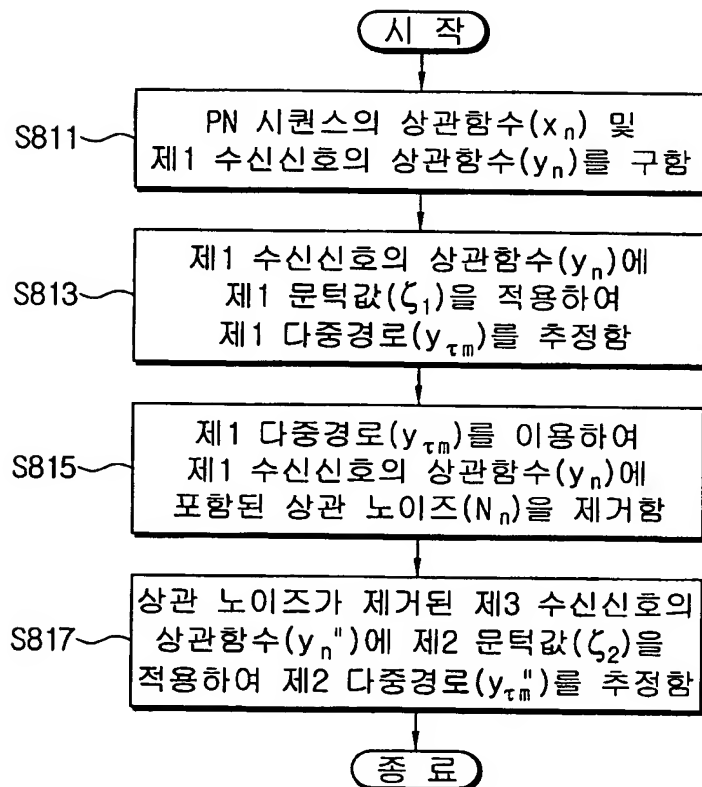 시 작
S811
PN 시퀀스의 상관함수(xₙ) 및
제1 수신신호의 상관함수(yₙ)를 구함
S813
제1 수신신호의 상관함수(yₙ)에
제1 문턱값(ζ₁)을 적용하여
제1 다중경로(y_τm)를 추정함
S815
제1 다중경로(y_τm)를 이용하여
제1 수신신호의 상관함수(yₙ)에
포함된 상관 노이즈(Nₙ)을 제거함
S817
상관 노이즈가 제거된 제3 수신신호의
상관함수(yₙ")에 제2 문턱값(ζ₂)을
적용하여 제2 다중경로(y_τm")를 추정함
종 료